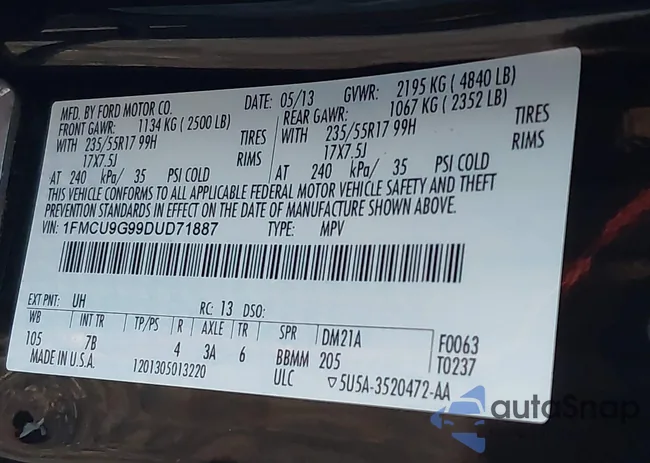 MFD. BY FORD MOTOR CO. DATE: 05/13 GVWR: 2195 KG ( 4840 LB)
FRONT GAWR: 1134 KG ( 2500 LB) REAR GAWR: 1067 KG ( 2352 LB)
WITH 235/55R17 99H TIRES WITH 235/55R17 99H TIRES
17X7.5J RIMS 17X7.5J RIMS
AT 240 kPa/ 35 PSI COLD AT 240 kPa/ 35 PSI COLD
THIS VEHICLE CONFORMS TO ALL APPLICABLE FEDERAL MOTOR VEHICLE SAFETY AND THEFT
PREVENTION STANDARDS IN EFFECT ON THE DATE OF MANUFACTURE SHOWN ABOVE.
VIN: 1FMCU9G99DUD71887 TYPE: MPV
EXT PNT: UH RC: 13 DSO:
WB INT TR TP/PS R AXLE TR SPR DM21A F0063
105 7B 4 3A 6 BBMM 205 T0237
MADE IN U.S.A. 1201305013220 ULC ▽5U5A-3520472-AA
autoSnap